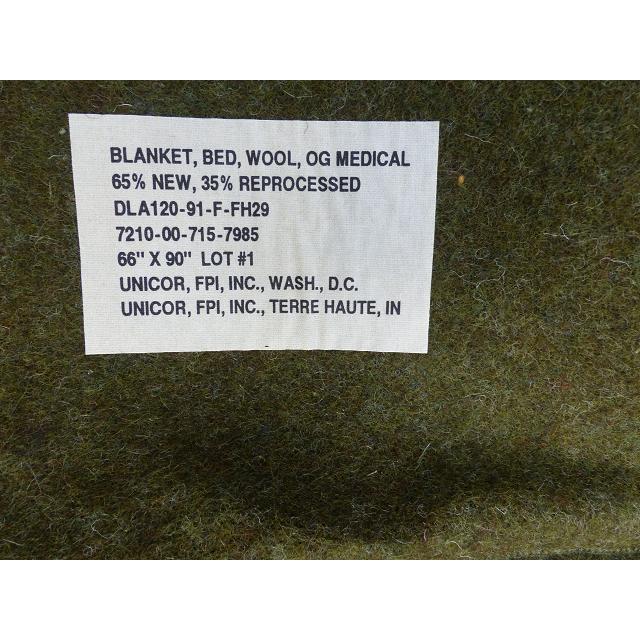 BLANKET, BED, WOOL, OG MEDICAL
65% NEW, 35% REPROCESSED
DLA120-91-F-FH29
7210-00-715-7985
66" X 90" LOT #1
UNICOR, FPI, INC., WASH., D.C.
UNICOR, FPI, INC., TERRE HAUTE, IN